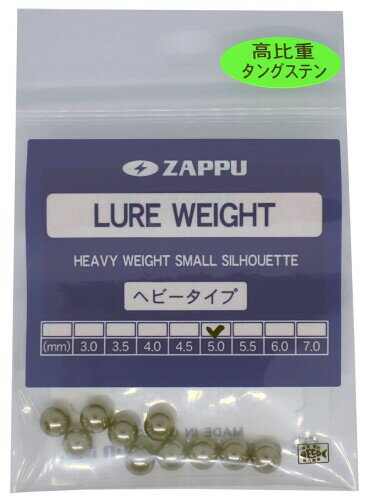 高比重
タングステン
ZAPPU
LURE WEIGHT
HEAVY WEIGHT SMALL SILHOUETTE
ヘビータイプ
(mm) 3.0 3.5 4.0 4.5 5.0 5.5 6.0 7.0
MADE IN